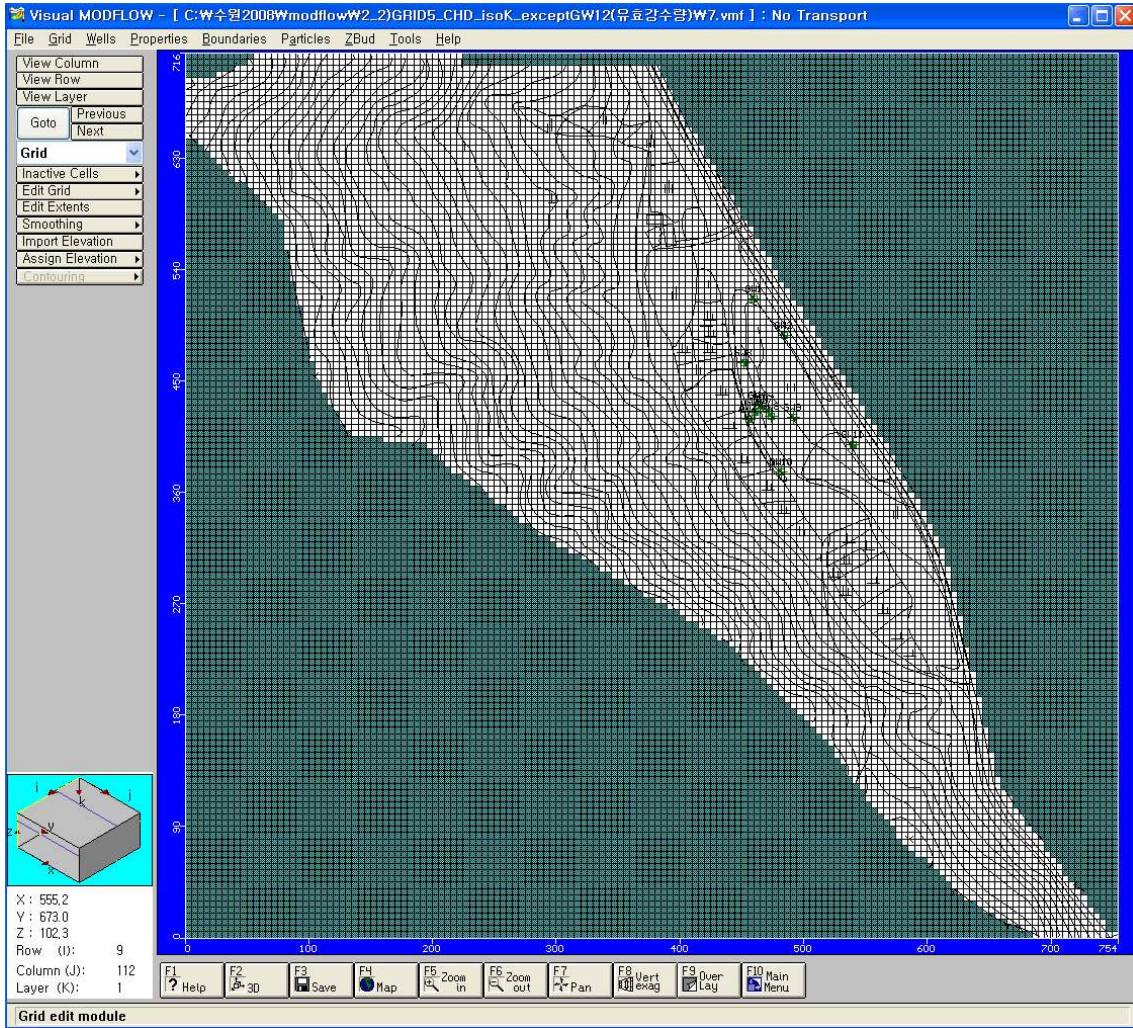 Visual MODFLOW - [ C:₩수원2008₩modflow₩2_2)GRID5_CHD_isoK_exceptGW12(유효강수량)₩7.vmf ] : No Transport
File Grid Wells Properties Boundaries Particles ZBud Tools Help
View Column
View Row
View Layer
Goto
Previous
Next
Grid
Inactive Cells
Edit Grid
Edit Extents
Smoothing
Import Elevation
Assign Elevation
Contouring
716
630
540
450
360
270
180
90
0
0 100 200 300 400 500 600 700 754
i
j
k
z
y
x
X : 555,2
Y : 673.0
Z : 102,3
Row (I): 9
Column (J): 112
Layer (K): 1
F1 ? Help
F2 3D
F3 Save
F4 Map
F5 Zoom in
F6 Zoom out
F7 Pan
F8 Vert exag
F9 Over Lay
F10 Main Menu
Grid edit module